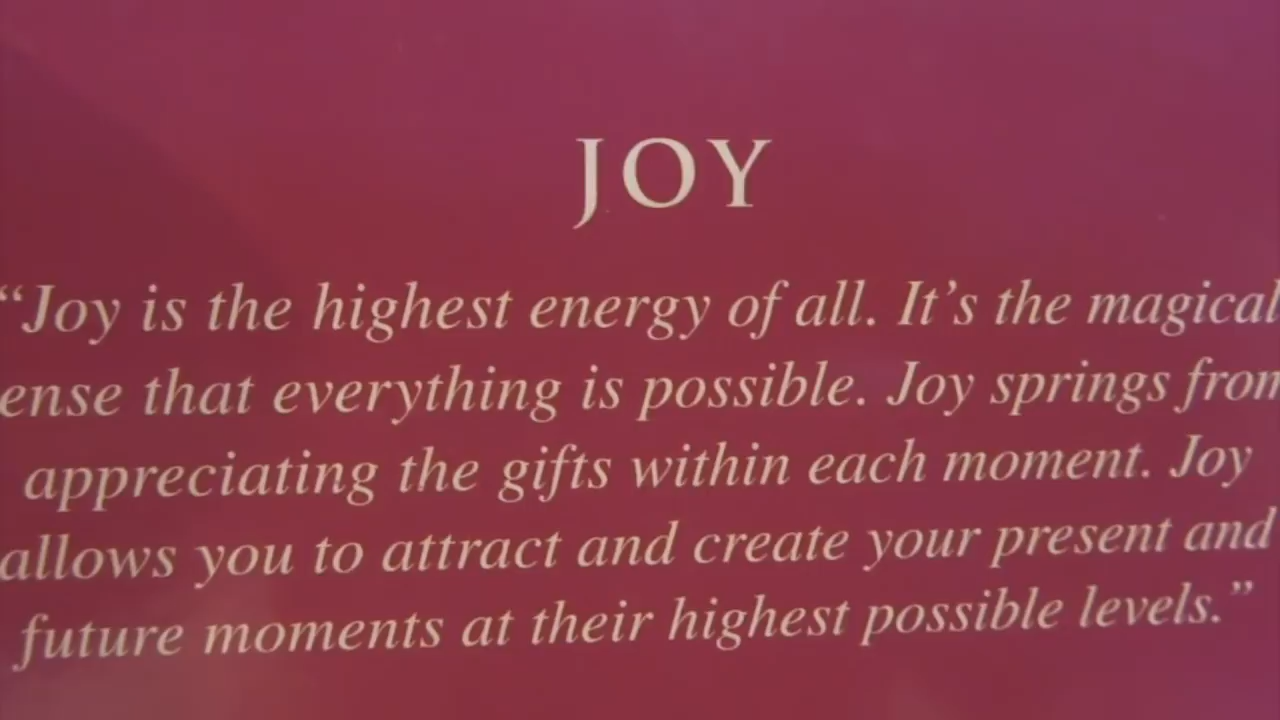 JOY
“Joy is the highest energy of all. It’s the magical
ense that everything is possible. Joy springs from
appreciating the gifts within each moment. Joy
allows you to attract and create your present and
future moments at their highest possible levels.”